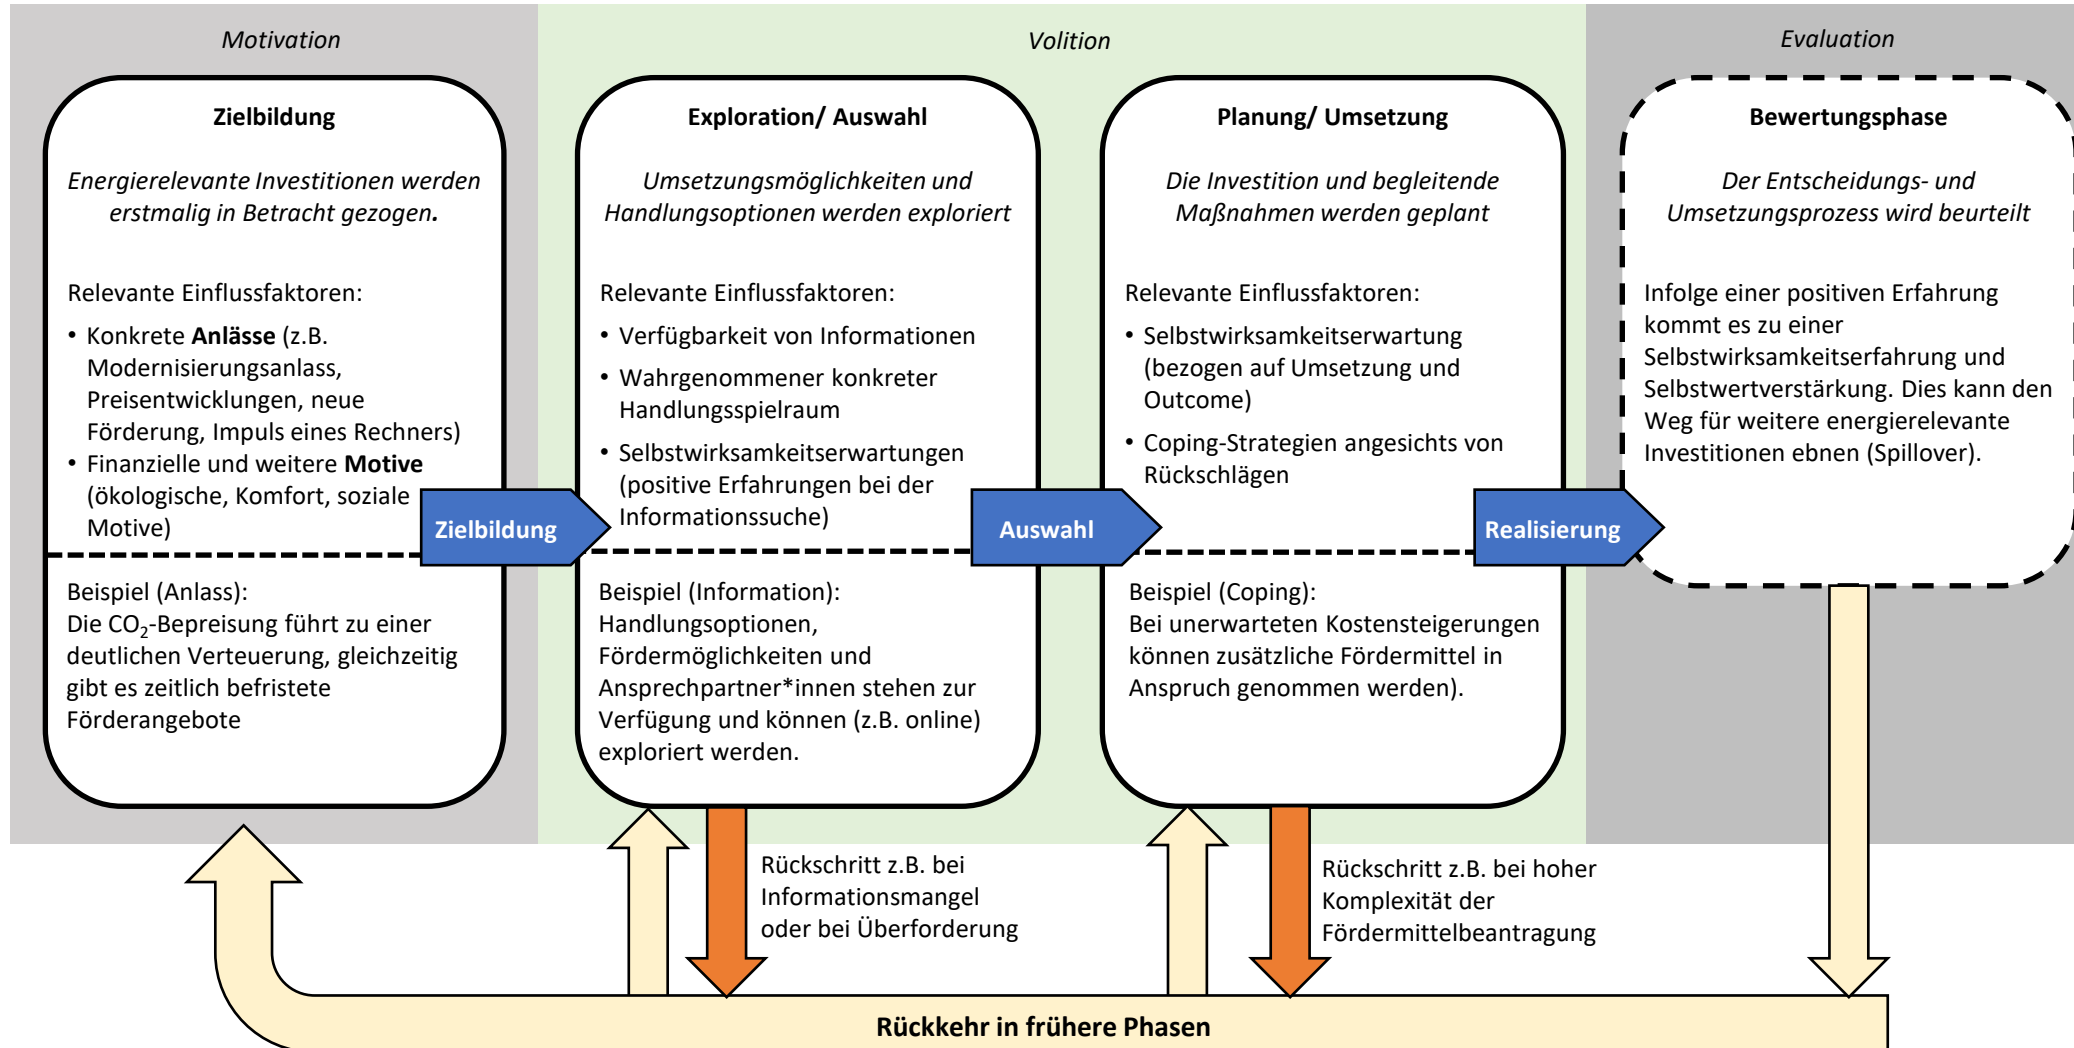 Motivation
Volition
Evaluation
Zielbildung
Energierelevante Investitionen werden
erstmalig in Betracht gezogen.
Relevante Einflussfaktoren:
• Konkrete Anlässe (z.B.
Modernisierungsanlass,
Preisentwicklungen, neue
Förderung, Impuls eines Rechners)
• Finanzielle und weitere Motive
(ökologische, Komfort, soziale
Motive)
Beispiel (Anlass):
Die CO₂-Bepreisung führt zu einer
deutlichen Verteuerung, gleichzeitig
gibt es zeitlich befristete
Förderangebote
Zielbildung
Exploration/ Auswahl
Umsetzungsmöglichkeiten und
Handlungsoptionen werden exploriert
Relevante Einflussfaktoren:
• Verfügbarkeit von Informationen
• Wahrgenommener konkreter
Handlungsspielraum
• Selbstwirksamkeitserwartungen
(positive Erfahrungen bei der
Informationssuche)
Beispiel (Information):
Handlungsoptionen,
Fördermöglichkeiten und
Ansprechpartner*innen stehen zur
Verfügung und können (z.B. online)
exploriert werden.
Auswahl
Planung/ Umsetzung
Die Investition und begleitende
Maßnahmen werden geplant
Relevante Einflussfaktoren:
• Selbstwirksamkeitserwartung
(bezogen auf Umsetzung und
Outcome)
• Coping-Strategien angesichts von
Rückschlägen
Beispiel (Coping):
Bei unerwarteten Kostensteigerungen
können zusätzliche Fördermittel in
Anspruch genommen werden).
Realisierung
Bewertungsphase
Der Entscheidungs- und
Umsetzungsprozess wird beurteilt
Infolge einer positiven Erfahrung
kommt es zu einer
Selbstwirksamkeitserfahrung und
Selbstwertverstärkung. Dies kann den
Weg für weitere energierelevante
Investitionen ebnen (Spillover).
Rückschritt z.B. bei
Informationsmangel
oder bei Überforderung
Rückschritt z.B. bei hoher
Komplexität der
Fördermittelbeantragung
Rückkehr in frühere Phasen